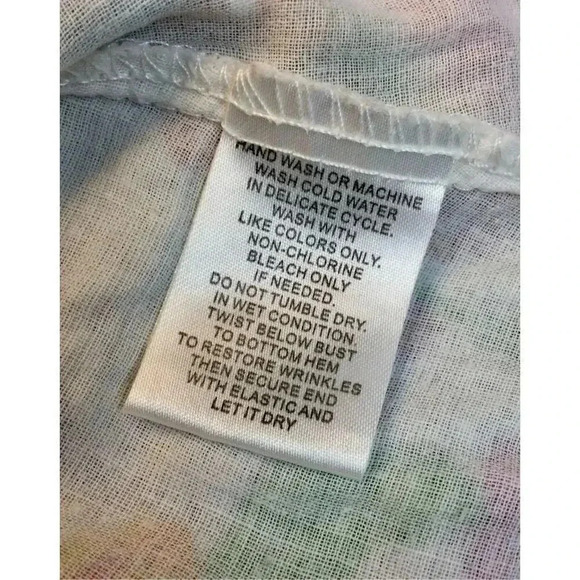 HAND WASH OR MACHINE
WASH COLD WATER
IN DELICATE CYCLE.
WASH WITH
LIKE COLORS ONLY.
NON-CHLORINE
BLEACH ONLY
IF NEEDED.
DO NOT TUMBLE DRY.
IN WET CONDITION.
TWIST BELOW BUST
TO BOTTOM HEM
TO RESTORE WRINKLES
THEN SECURE END
WITH ELASTIC AND
LET IT DRY